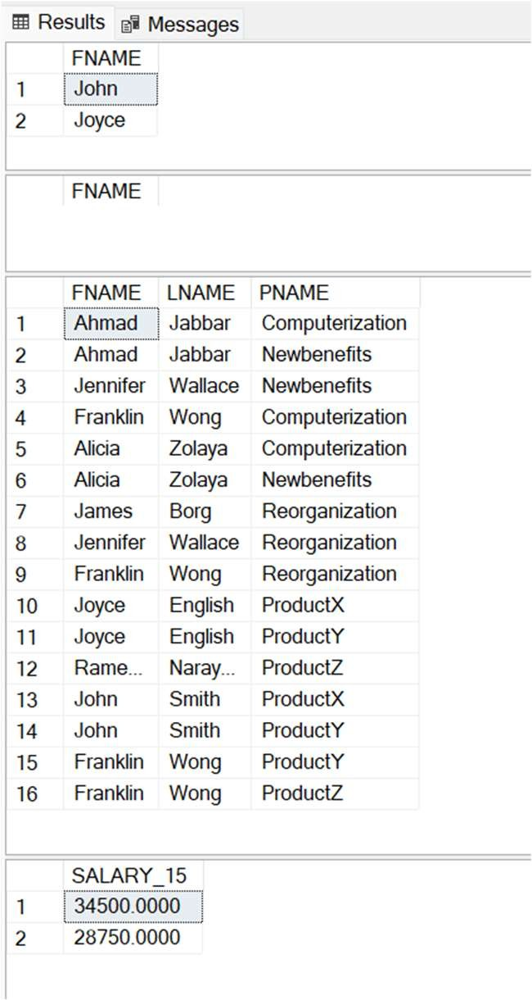 Results Messages
FNAME
1 John
2 Joyce
FNAME
FNAME LNAME PNAME
1 Ahmad Jabbar Computerization
2 Ahmad Jabbar Newbenefits
3 Jennifer Wallace Newbenefits
4 Franklin Wong Computerization
5 Alicia Zolaya Computerization
6 Alicia Zolaya Newbenefits
7 James Borg Reorganization
8 Jennifer Wallace Reorganization
9 Franklin Wong Reorganization
10 Joyce English ProductX
11 Joyce English ProductY
12 Rame... Naray... ProductZ
13 John Smith ProductX
14 John Smith ProductY
15 Franklin Wong ProductY
16 Franklin Wong ProductZ
SALARY_15
1 34500.0000
2 28750.0000